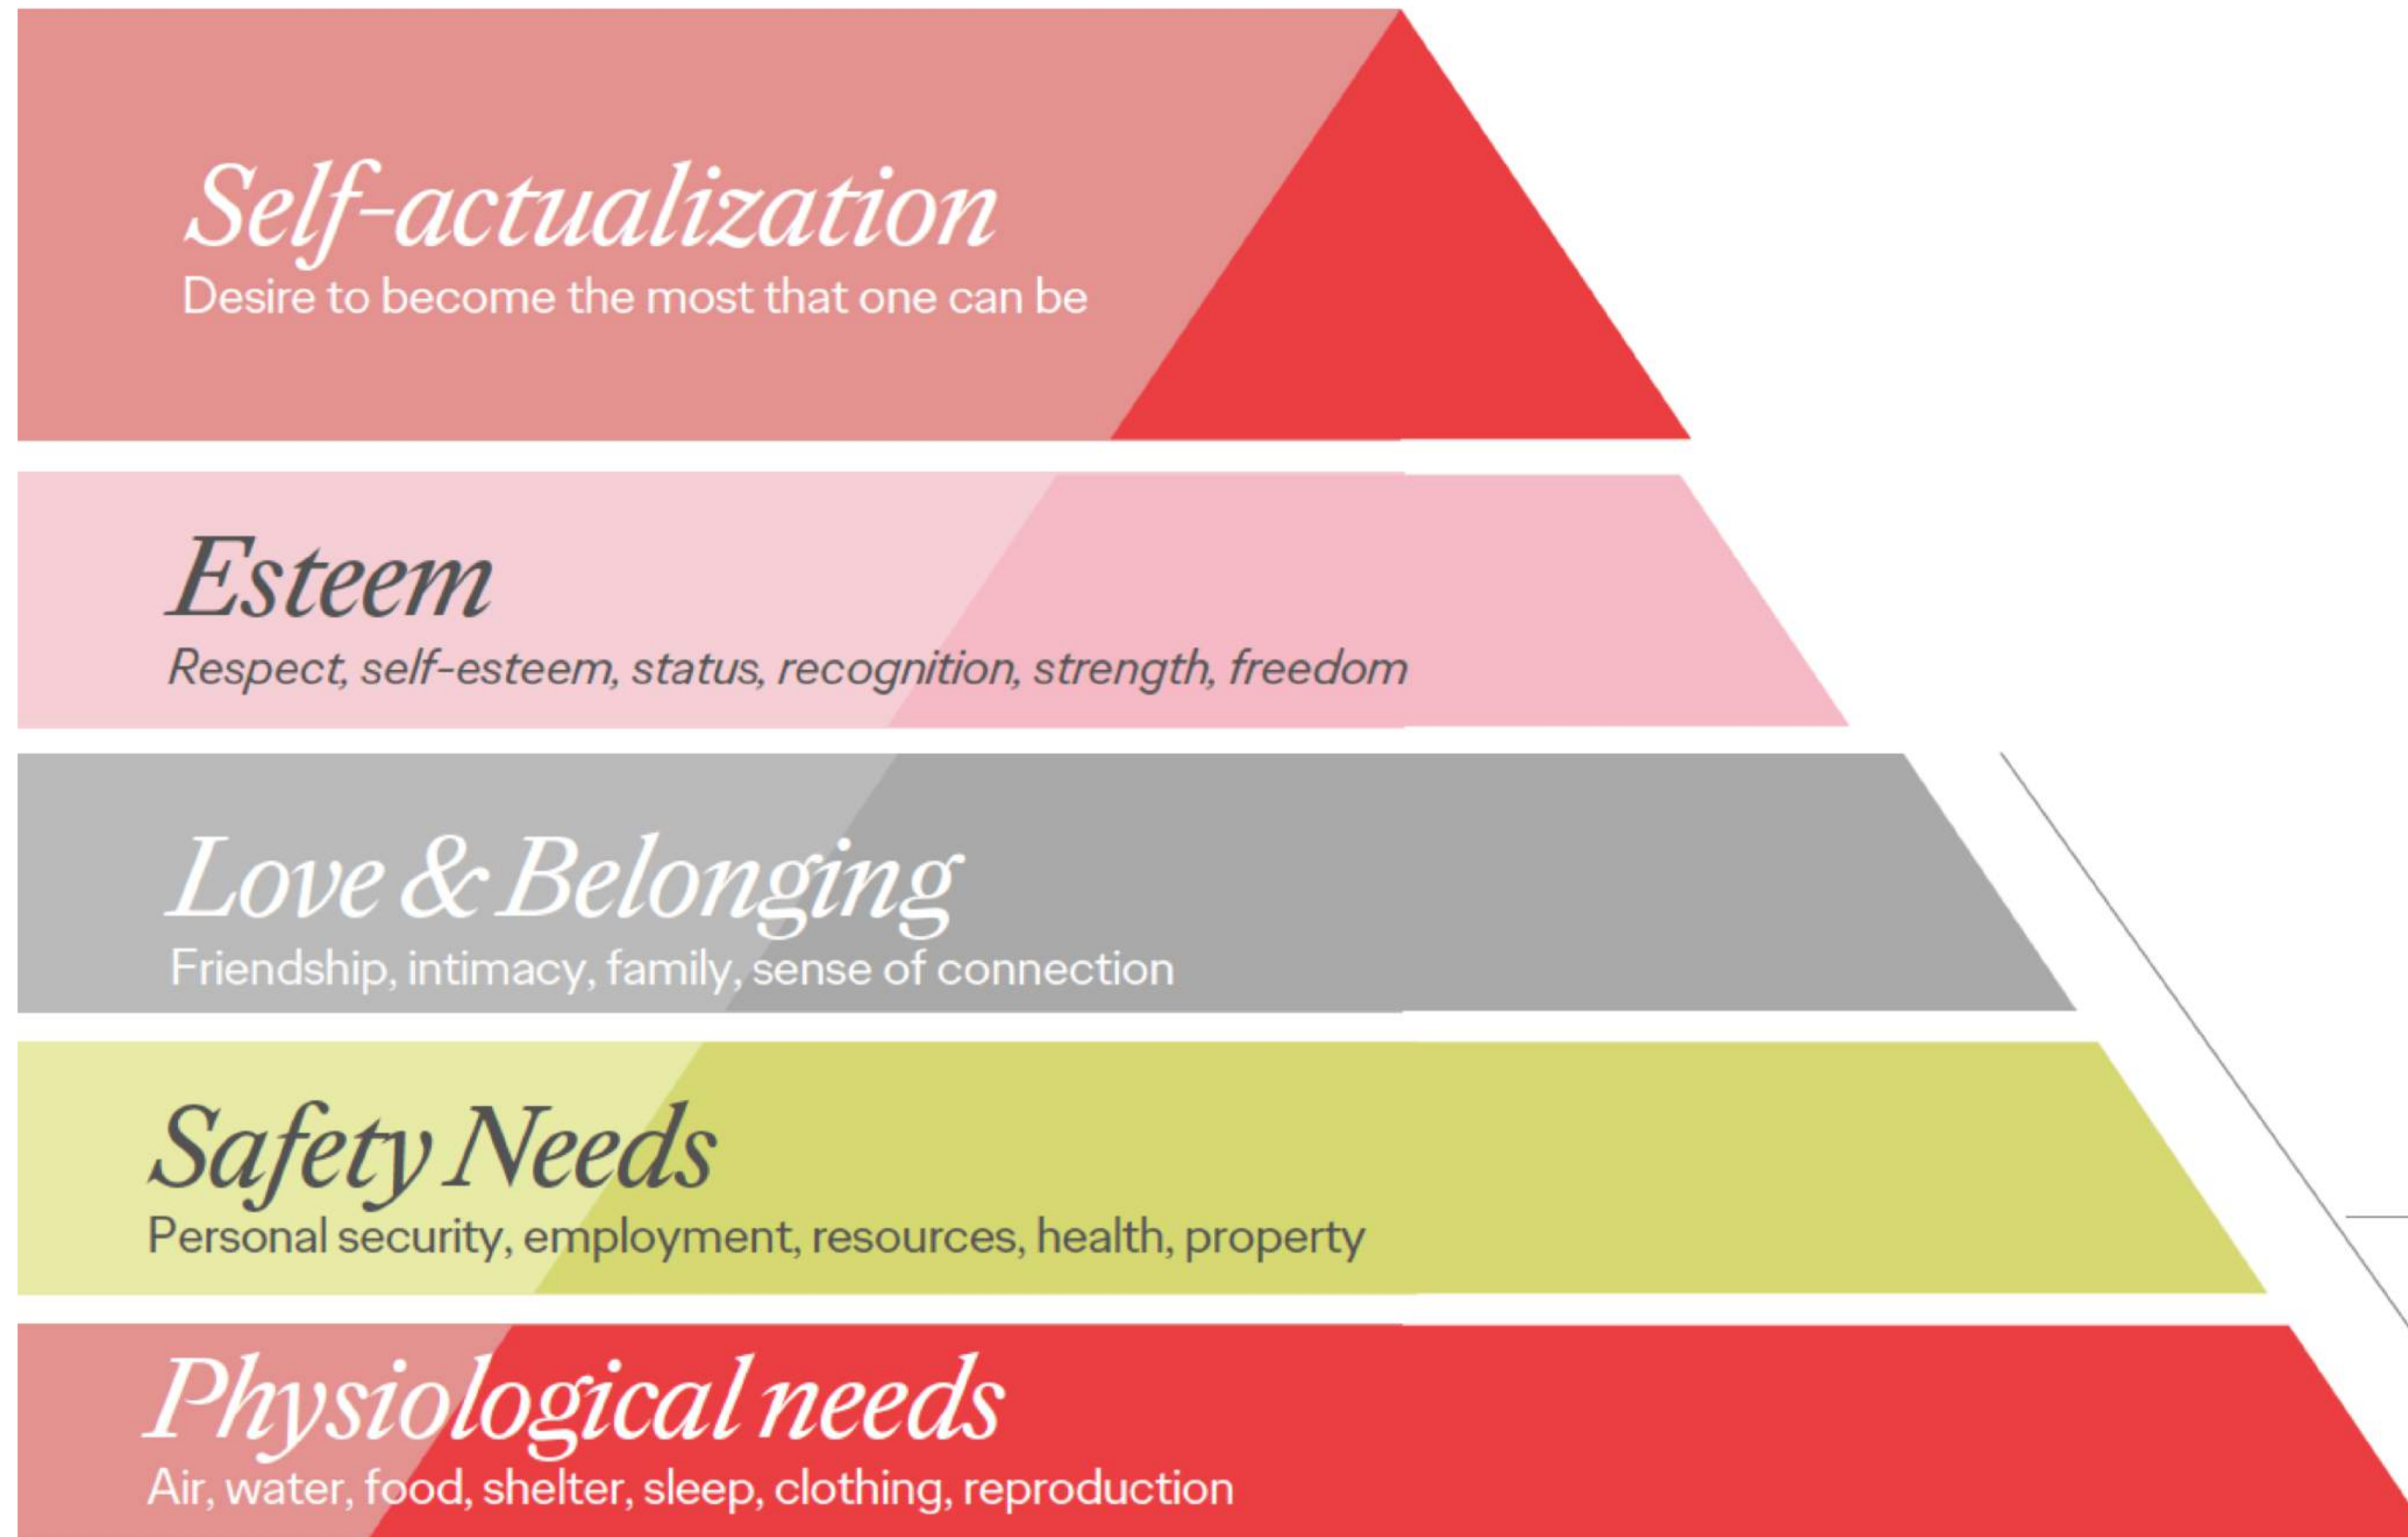 Self-actualization
Desire to become the most that one can be
Esteem
Respect, self-esteem, status, recognition, strength, freedom
Love & Belonging
Friendship, intimacy, family, sense of connection
Safety Needs
Personal security, employment, resources, health, property
Physiological needs
Air, water, food, shelter, sleep, clothing, reproduction